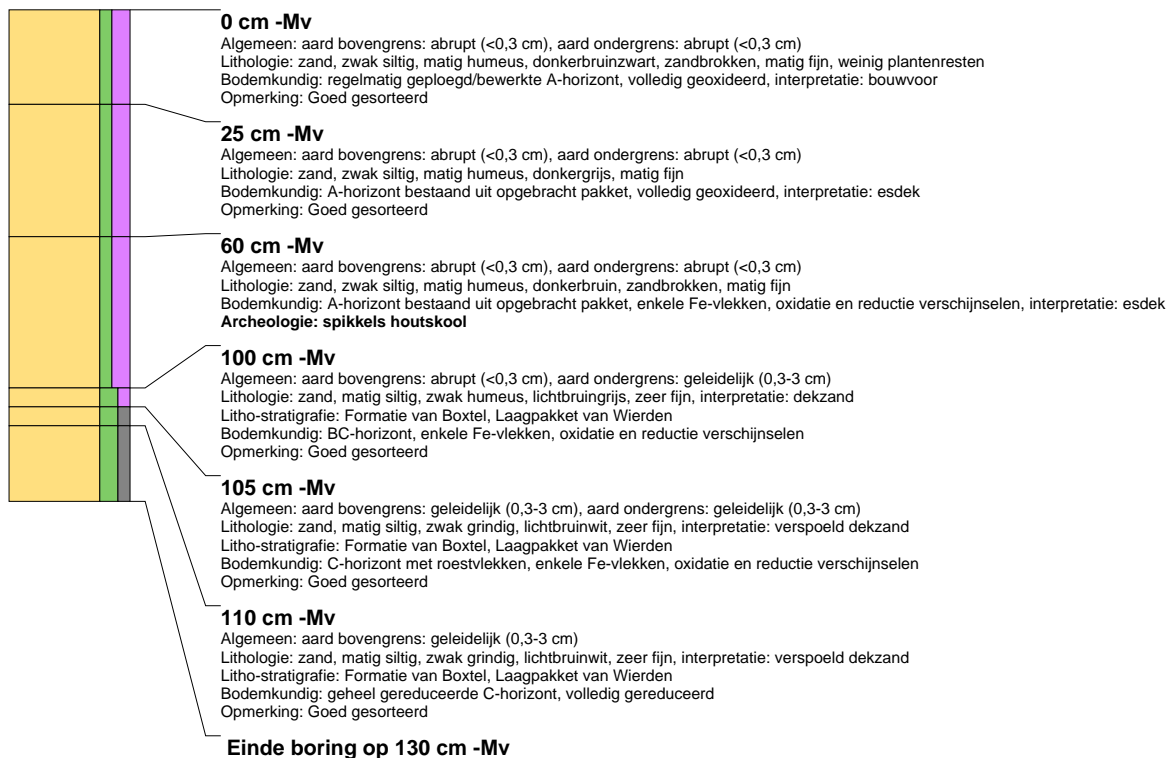 0 cm -Mv
Algemeen: aard bovengrens: abrupt (<0,3 cm), aard ondergrens: abrupt (<0,3 cm)
Lithologie: zand, zwak siltig, matig humeus, donkerbruinzwart, zandbrokken, matig fijn, weinig plantenresten
Bodemkundig: regelmatig geploegd/bewerkte A-horizont, volledig geoxideerd, interpretatie: bouwvoor
Opmerking: Goed gesorteerd
25 cm -Mv
Algemeen: aard bovengrens: abrupt (<0,3 cm), aard ondergrens: abrupt (<0,3 cm)
Lithologie: zand, zwak siltig, matig humeus, donkergrijs, matig fijn
Bodemkundig: A-horizont bestaand uit opgebracht pakket, volledig geoxideerd, interpretatie: esdek
Opmerking: Goed gesorteerd
60 cm -Mv
Algemeen: aard bovengrens: abrupt (<0,3 cm), aard ondergrens: abrupt (<0,3 cm)
Lithologie: zand, zwak siltig, matig humeus, donkerbruin, zandbrokken, matig fijn
Bodemkundig: A-horizont bestaand uit opgebracht pakket, enkele Fe-vlekken, oxidatie en reductie verschijnselen, interpretatie: esdek
Archeologie: spikkels houtskool
100 cm -Mv
Algemeen: aard bovengrens: abrupt (<0,3 cm), aard ondergrens: geleidelijk (0,3-3 cm)
Lithologie: zand, matig siltig, zwak humeus, lichtbruingrijs, zeer fijn, interpretatie: dekzand
Litho-stratigrafie: Formatie van Boxtel, Laagpakket van Wierden
Bodemkundig: BC-horizont, enkele Fe-vlekken, oxidatie en reductie verschijnselen
Opmerking: Goed gesorteerd
105 cm -Mv
Algemeen: aard bovengrens: geleidelijk (0,3-3 cm), aard ondergrens: geleidelijk (0,3-3 cm)
Lithologie: zand, matig siltig, zwak grindig, lichtbruinwit, zeer fijn, interpretatie: verspoeld dekzand
Litho-stratigrafie: Formatie van Boxtel, Laagpakket van Wierden
Bodemkundig: C-horizont met roestvlekken, enkele Fe-vlekken, oxidatie en reductie verschijnselen
Opmerking: Goed gesorteerd
110 cm -Mv
Algemeen: aard bovengrens: geleidelijk (0,3-3 cm)
Lithologie: zand, matig siltig, zwak grindig, lichtbruinwit, zeer fijn, interpretatie: verspoeld dekzand
Litho-stratigrafie: Formatie van Boxtel, Laagpakket van Wierden
Bodemkundig: geheel gereduceerde C-horizont, volledig gereduceerd
Opmerking: Goed gesorteerd
Einde boring op 130 cm -Mv